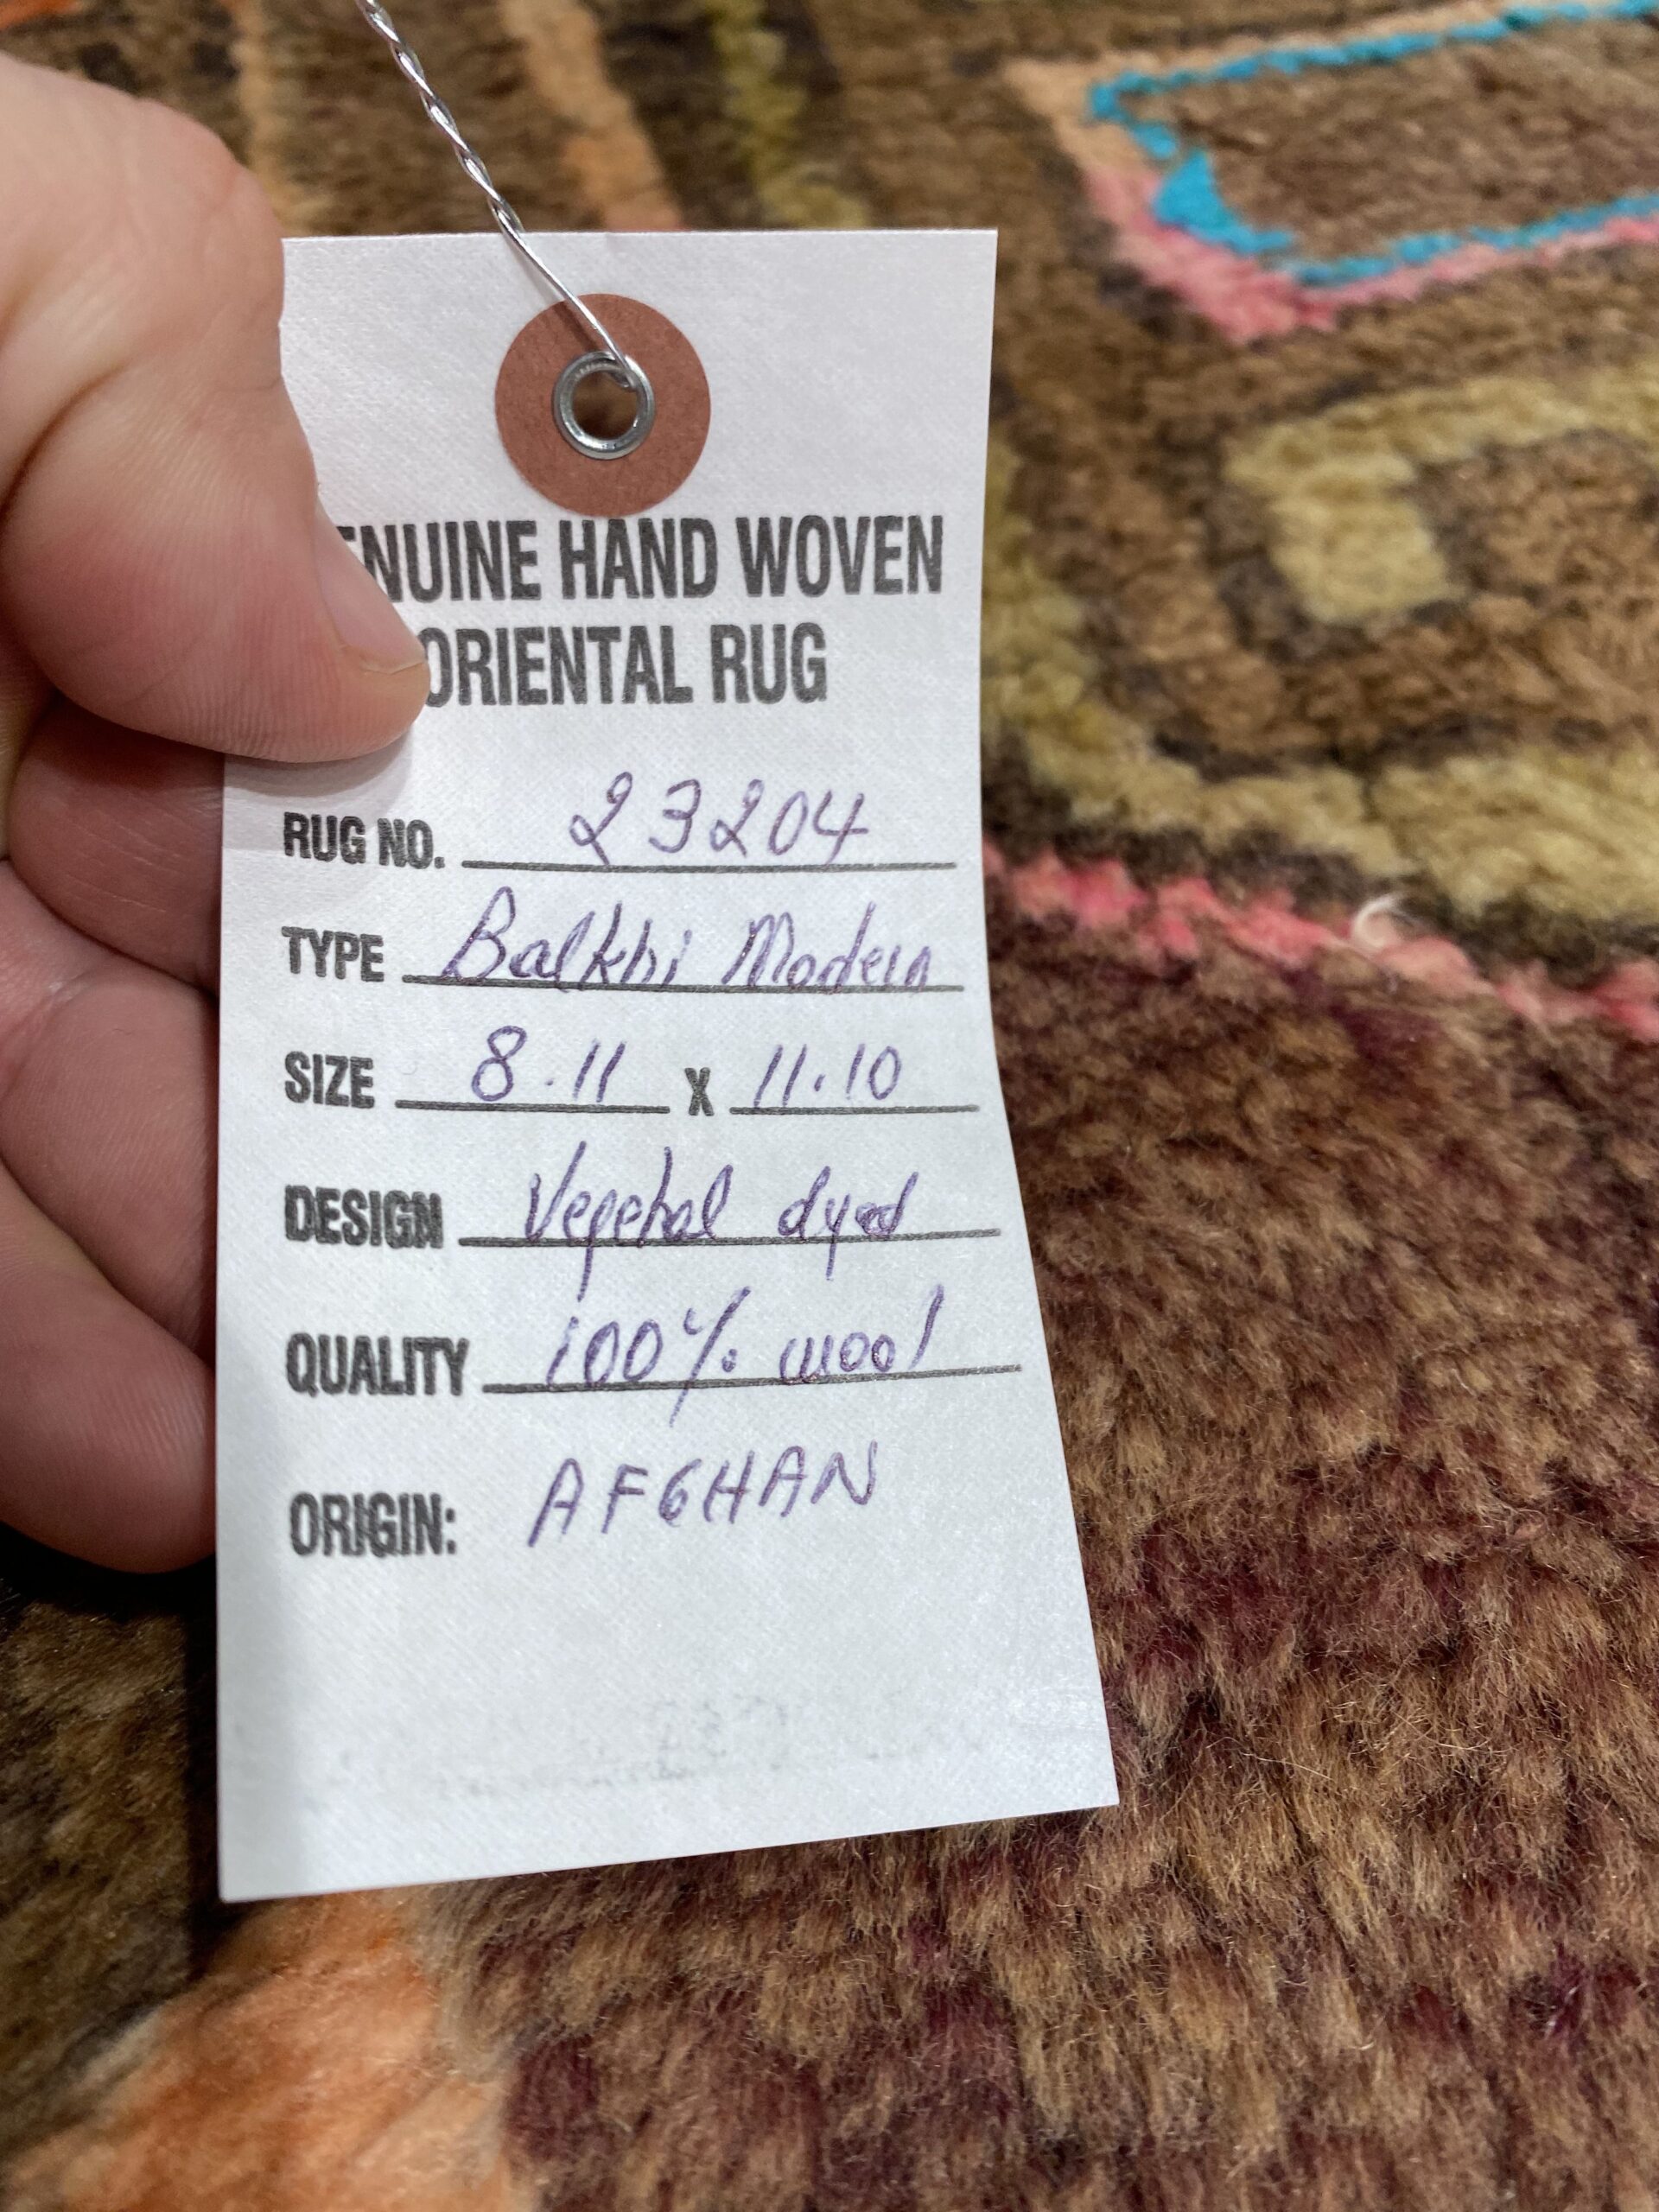 ENUINE HAND WOVEN
ORIENTAL RUG
RUG NO. 23204
TYPE Balkhi Modern
SIZE 8.11 X 11.10
DESIGN Vegetal dyed
QUALITY 100% wool
ORIGIN: AFGHAN